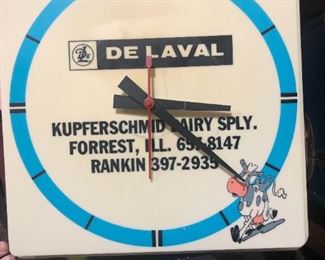 DE LAVAL
KUPFERSCHMID DAIRY SPLY.
FORREST, ILL. 657-8147
RANKIN 397-2935